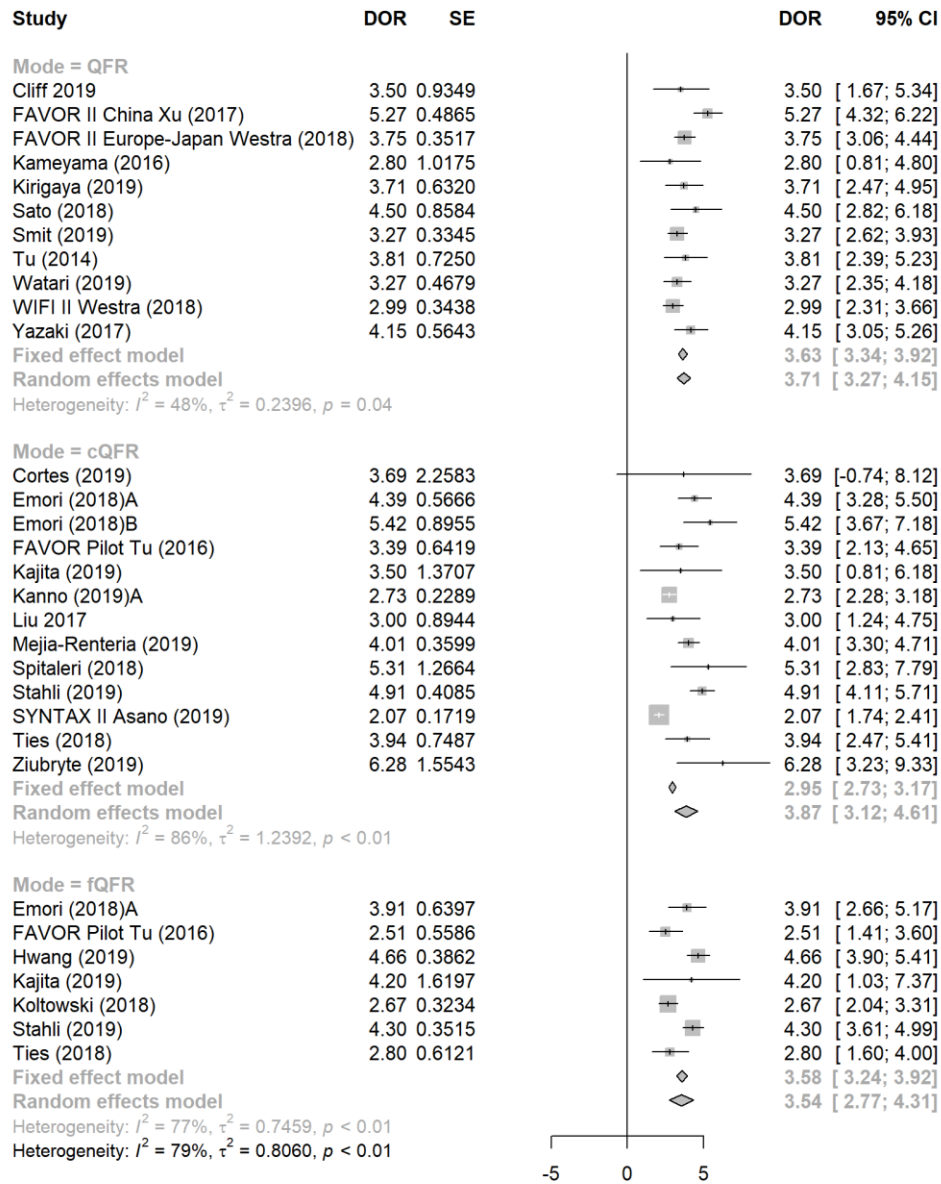 Study DOR SE DOR 95% CI
Mode = QFR
Cliff 2019 3.50 0.9349 3.50 [ 1.67; 5.34]
FAVOR II China Xu (2017) 5.27 0.4865 5.27 [ 4.32; 6.22]
FAVOR II Europe-Japan Westra (2018) 3.75 0.3517 3.75 [ 3.06; 4.44]
Kameyama (2016) 2.80 1.0175 2.80 [ 0.81; 4.80]
Kirigaya (2019) 3.71 0.6320 3.71 [ 2.47; 4.95]
Sato (2018) 4.50 0.8584 4.50 [ 2.82; 6.18]
Smit (2019) 3.27 0.3345 3.27 [ 2.62; 3.93]
Tu (2014) 3.81 0.7250 3.81 [ 2.39; 5.23]
Watari (2019) 3.27 0.4679 3.27 [ 2.35; 4.18]
WIFI II Westra (2018) 2.99 0.3438 2.99 [ 2.31; 3.66]
Yazaki (2017) 4.15 0.5643 4.15 [ 3.05; 5.26]
Fixed effect model 3.63 [ 3.34; 3.92]
Random effects model 3.71 [ 3.27; 4.15]
Heterogeneity: I² = 48%, τ² = 0.2396, p = 0.04
Mode = cQFR
Cortes (2019) 3.69 2.2583 3.69 [-0.74; 8.12]
Emori (2018)A 4.39 0.5666 4.39 [ 3.28; 5.50]
Emori (2018)B 5.42 0.8955 5.42 [ 3.67; 7.18]
FAVOR Pilot Tu (2016) 3.39 0.6419 3.39 [ 2.13; 4.65]
Kajita (2019) 3.50 1.3707 3.50 [ 0.81; 6.18]
Kanno (2019)A 2.73 0.2289 2.73 [ 2.28; 3.18]
Liu 2017 3.00 0.8944 3.00 [ 1.24; 4.75]
Mejia-Renteria (2019) 4.01 0.3599 4.01 [ 3.30; 4.71]
Spitaleri (2018) 5.31 1.2664 5.31 [ 2.83; 7.79]
Stahli (2019) 4.91 0.4085 4.91 [ 4.11; 5.71]
SYNTAX II Asano (2019) 2.07 0.1719 2.07 [ 1.74; 2.41]
Ties (2018) 3.94 0.7487 3.94 [ 2.47; 5.41]
Ziubryte (2019) 6.28 1.5543 6.28 [ 3.23; 9.33]
Fixed effect model 2.95 [ 2.73; 3.17]
Random effects model 3.87 [ 3.12; 4.61]
Heterogeneity: I² = 86%, τ² = 1.2392, p < 0.01
Mode = fQFR
Emori (2018)A 3.91 0.6397 3.91 [ 2.66; 5.17]
FAVOR Pilot Tu (2016) 2.51 0.5586 2.51 [ 1.41; 3.60]
Hwang (2019) 4.66 0.3862 4.66 [ 3.90; 5.41]
Kajita (2019) 4.20 1.6197 4.20 [ 1.03; 7.37]
Koltowski (2018) 2.67 0.3234 2.67 [ 2.04; 3.31]
Stahli (2019) 4.30 0.3515 4.30 [ 3.61; 4.99]
Ties (2018) 2.80 0.6121 2.80 [ 1.60; 4.00]
Fixed effect model 3.58 [ 3.24; 3.92]
Random effects model 3.54 [ 2.77; 4.31]
Heterogeneity: I² = 77%, τ² = 0.7459, p < 0.01
Heterogeneity: I² = 79%, τ² = 0.8060, p < 0.01
-5 0 5